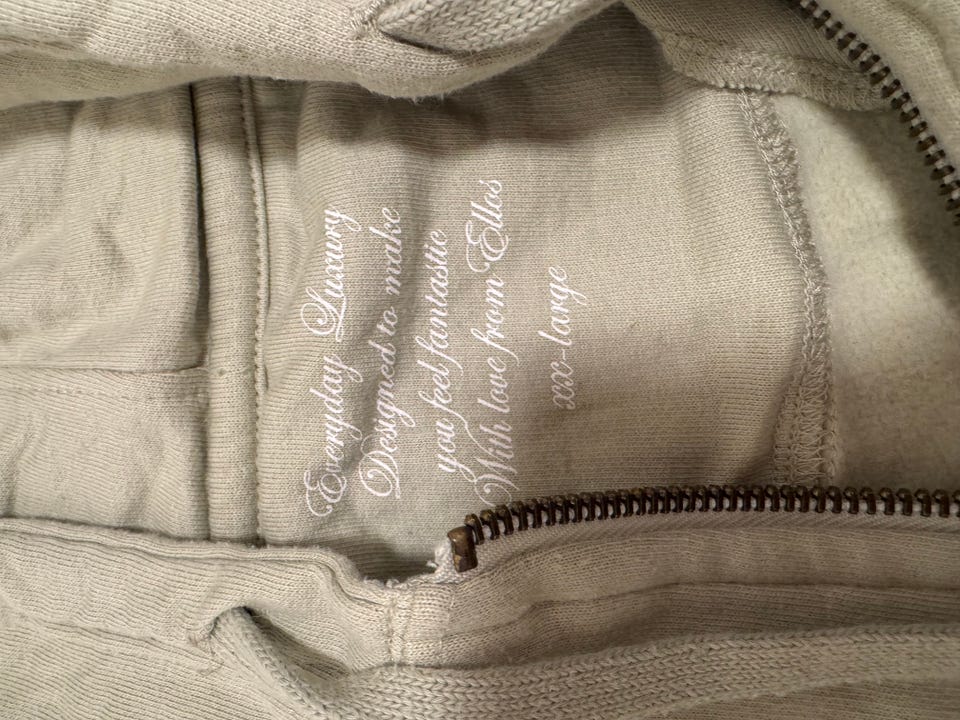 Everyday Luxury
Designed to make
you feel fantastic
With love from Ellos
xxx-large